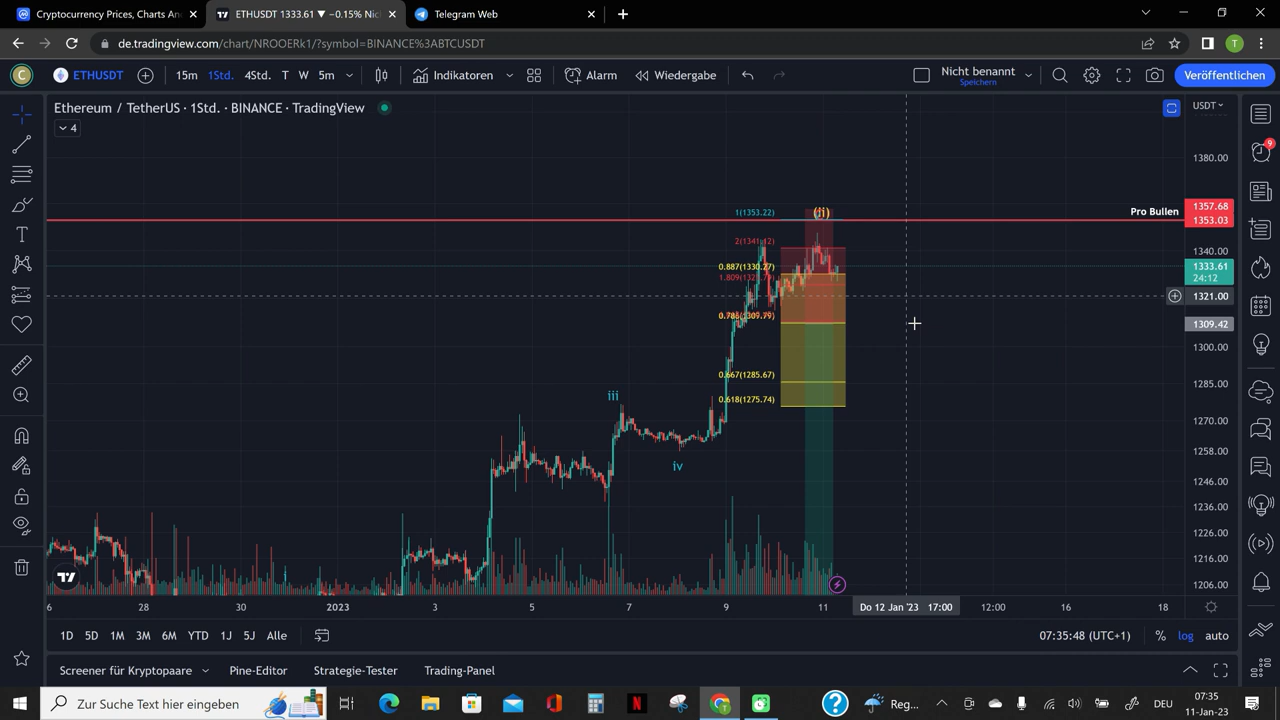 Cryptocurrency Prices, Charts An
ETHUSDT 1333.61 ▼ −0.15% Nic
Telegram Web
de.tradingview.com/chart/NROOERk1/?symbol=BINANCE%3ABTCUSDT
T
C
ETHUSDT
15m
1Std.
4Std.
T
W
5m
Indikatoren
Alarm
Wiedergabe
Nicht benannt
Speichern
Veröffentlichen
Ethereum / TetherUS · 1Std. · BINANCE · TradingView
USDT
4
9
1380.00
Pro Bullen
1357.68
1353.03
1340.00
1333.61
24:12
1321.00
1309.42
1300.00
1285.00
1270.00
1258.00
1246.00
1236.00
1226.00
1216.00
1206.00
1(1353.22)
(ii)
2(1341.12)
0.887(1330.27)
0.667(1285.67)
0.618(1275.74)
iii
iv
i
6
28
30
2023
3
5
7
9
11
Do 12 Jan '23 17:00
12:00
16
18
1D
5D
1M
3M
6M
YTD
1J
5J
Alle
07:35:48 (UTC+1)
%
log
auto
Screener für Kryptopaare
Pine-Editor
Strategie-Tester
Trading-Panel
Zur Suche Text hier eingeben
Reg...
DEU
07:35
11-Jan-23